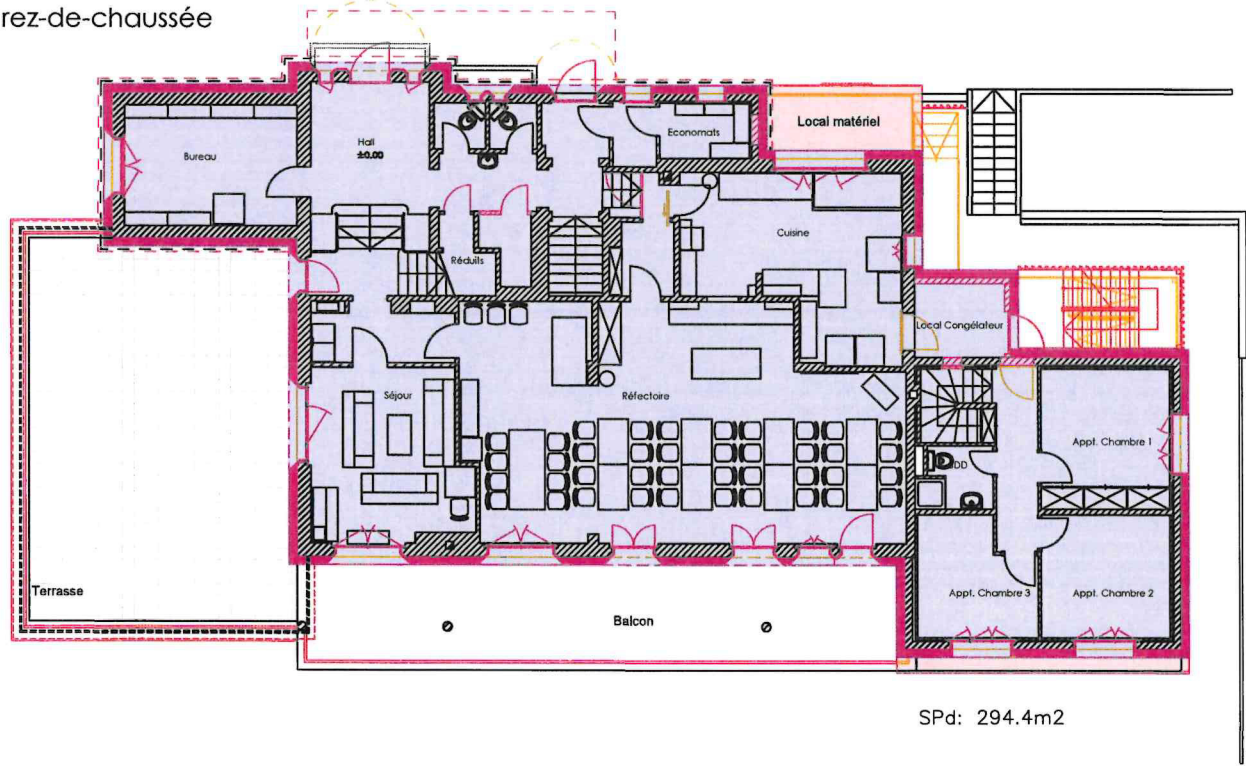 rez-de-chaussée
Local matériel
Economats
Hall
±0,00
Bureau
Cuisine
Réduits
Local Congélateur
Séjour
Réfectoire
Appt. Chambre 1
Terrasse
Appt. Chambre 3
Appt. Chambre 2
Balcon
SPd: 294.4m2